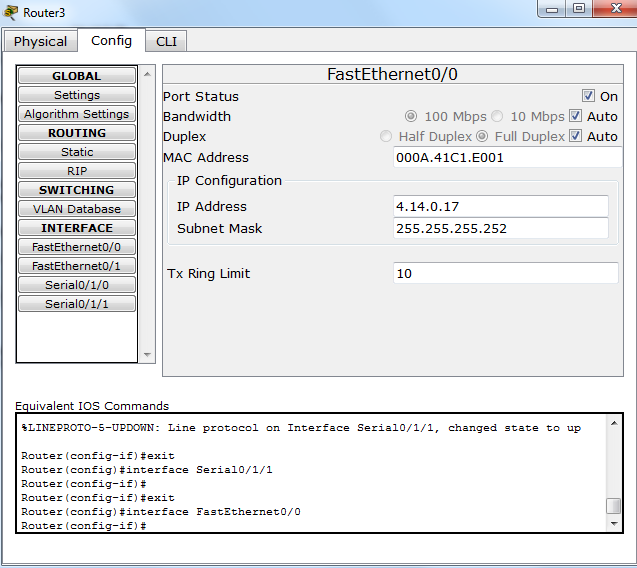 Router3
Physical Config CLI
GLOBAL
Settings
Algorithm Settings
ROUTING
Static
RIP
SWITCHING
VLAN Database
INTERFACE
FastEthernet0/0
FastEthernet0/1
Serial0/1/0
Serial0/1/1
FastEthernet0/0
Port Status On
Bandwidth 100 Mbps 10 Mbps Auto
Duplex Half Duplex Full Duplex Auto
MAC Address 000A.41C1.E001
IP Configuration
IP Address 4.14.0.17
Subnet Mask 255.255.255.252
Tx Ring Limit 10
Equivalent IOS Commands
%LINEPROTO-5-UPDOWN: Line protocol on Interface Serial0/1/1, changed state to up
Router(config-if)#exit
Router(config)#interface Serial0/1/1
Router(config-if)#
Router(config-if)#exit
Router(config)#interface FastEthernet0/0
Router(config-if)#